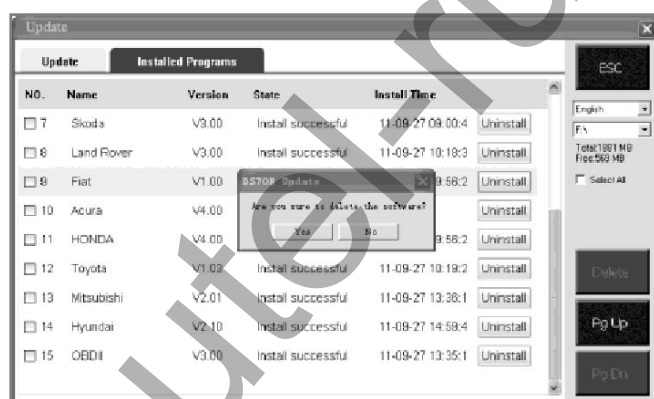 Update
Update Installed Programs
ESC
NO. Name Version State Install Time
English
F:\
Total:1981 MB
Free:569 MB
Select All
7 Skoda V3.00 Install successful 11-09-27 09:00:4 Uninstall
8 Land Rover V3.00 Install successful 11-09-27 10:18:3 Uninstall
9 Fiat V1.00 9:56:2 Uninstall
10 Acura V4.00 Uninstall
11 HONDA V4.00 9:56:2 Uninstall
12 Toyota V1.03 Install successful 11-09-27 10:19:2 Uninstall
13 Mitsubishi V2.01 Install successful 11-09-27 13:36:1 Uninstall
14 Hyundai V2.10 Install successful 11-09-27 14:59:4 Uninstall
15 OBDII V3.00 Install successful 11-09-27 13:35:1 Uninstall
DS708 Update
Are you sure to delete the software?
Yes No
Delete
Pg Up
Pg Dn